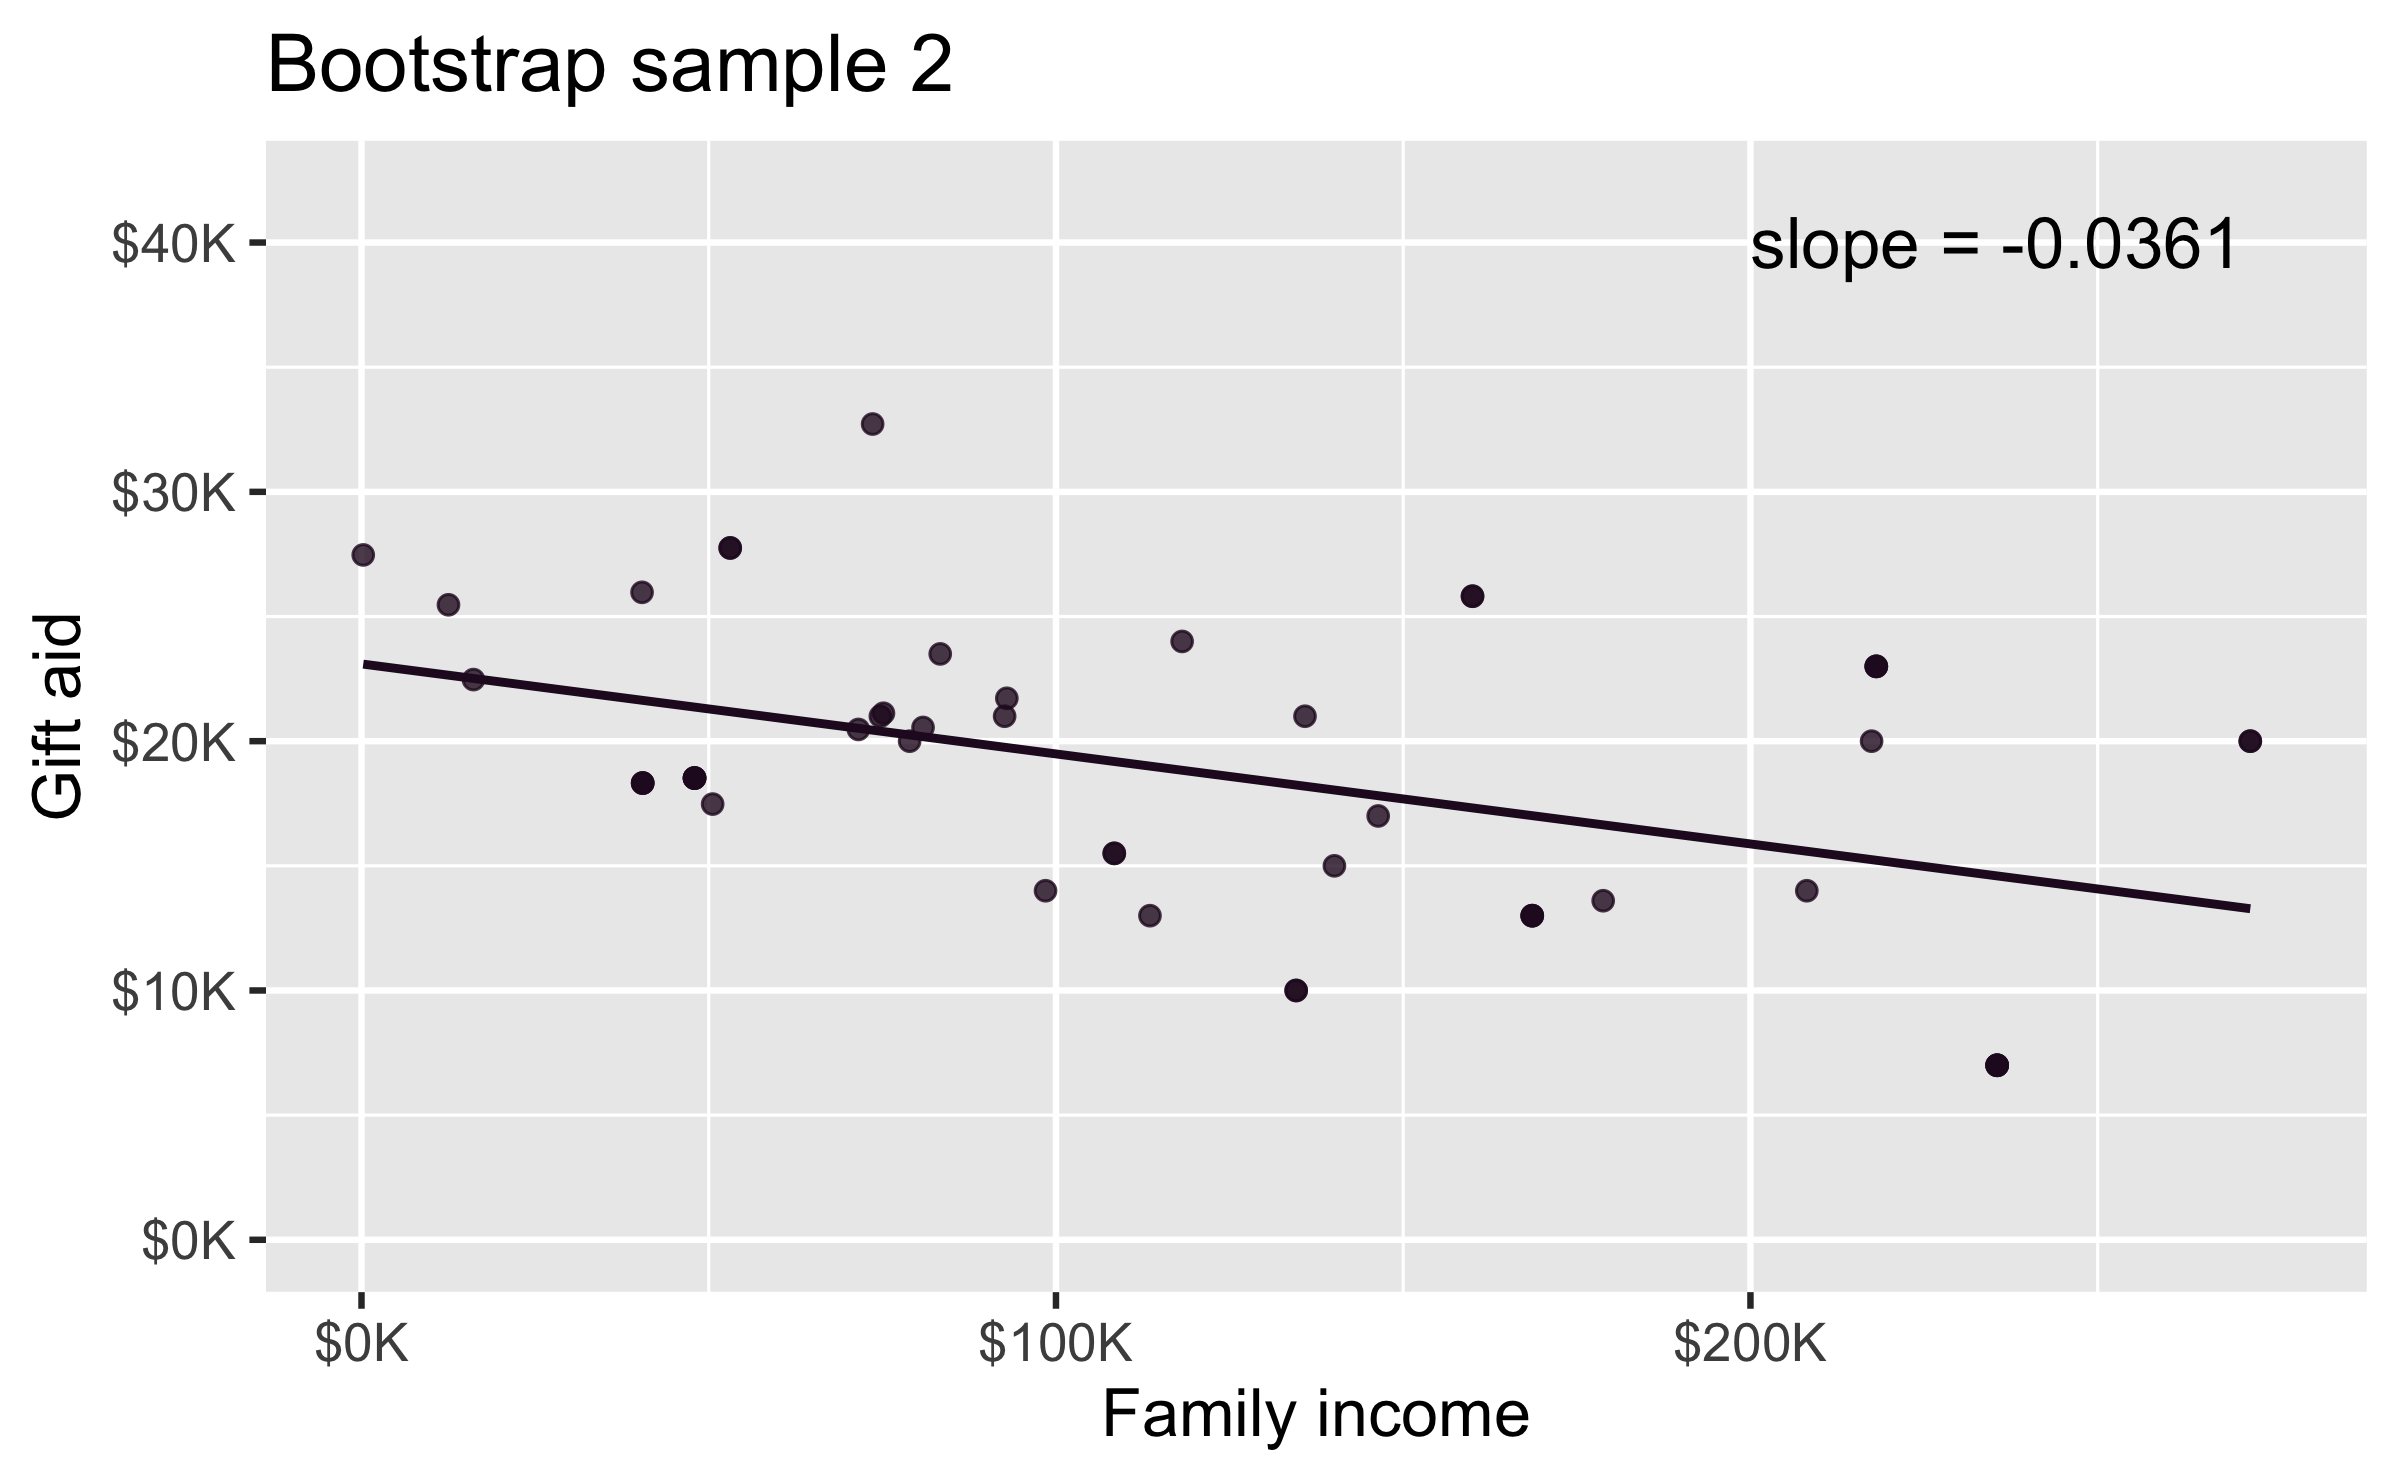 Bootstrap sample 2
slope = -0.0361
Gift aid
$40K
$30K
$20K
$10K
$0K
$0K
$100K
$200K
Family income